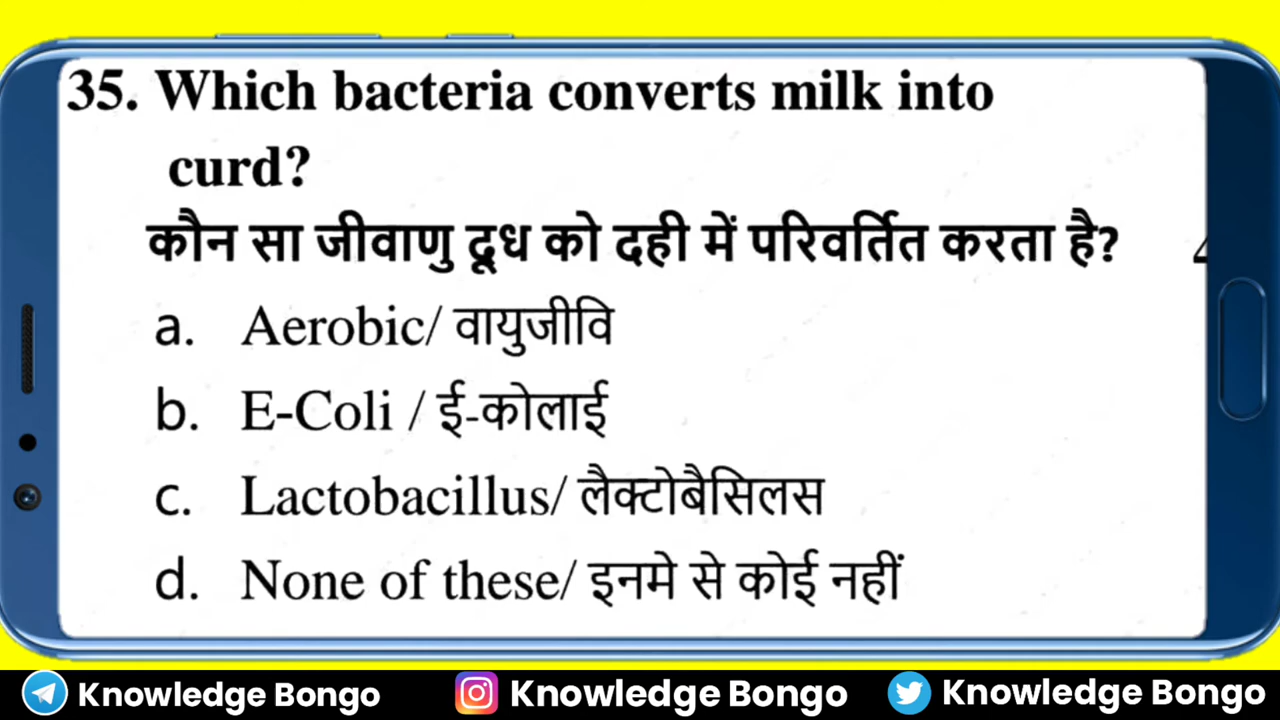 35. Which bacteria converts milk into
curd?
कौन सा जीवाणु दूध को दही में परिवर्तित करता है?
a. Aerobic/ वायुजीवि
b. E-Coli / ई-कोलाई
c. Lactobacillus/ लैक्टोबैसिलस
d. None of these/ इनमे से कोई नहीं
Knowledge Bongo Knowledge Bongo Knowledge Bongo